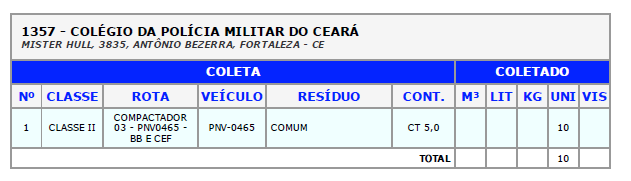 1357 - COLÉGIO DA POLÍCIA MILITAR DO CEARÁ
MISTER HULL, 3835, ANTÔNIO BEZERRA, FORTALEZA - CE
COLETA COLETADO
Nº CLASSE ROTA VEÍCULO RESÍDUO CONT. M³ LIT KG UNI VIS
1 CLASSE II COMPACTADOR 03 - PNV0465 - BB E CEF PNV-0465 COMUM CT 5,0 10
TOTAL 10